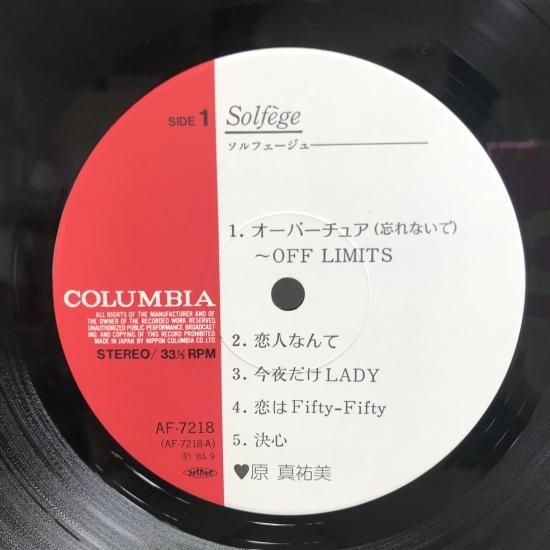 SIDE 1
Solfège
ソルフェージュ
1. オーバーチュア(忘れないで)
〜OFF LIMITS
COLUMBIA
ALL RIGHTS OF THE MANUFACTURER AND OF
THE OWNER OF THE RECORDED WORK RESERVED.
UNAUTHORIZED PUBLIC PERFORMANCE, BROADCAST
ING AND COPYING OF THIS RECORD PROHIBITED.
MADE IN JAPAN BY NIPPON COLUMBIA CO. LTD.
STEREO/33⅓ RPM
2. 恋人なんて
3. 今夜だけLADY
4. 恋はFifty-Fifty
5. 決心
AF-7218
(AF-7218-A)
Ⓟ '83. 9
JASRAC
♥原 真祐美